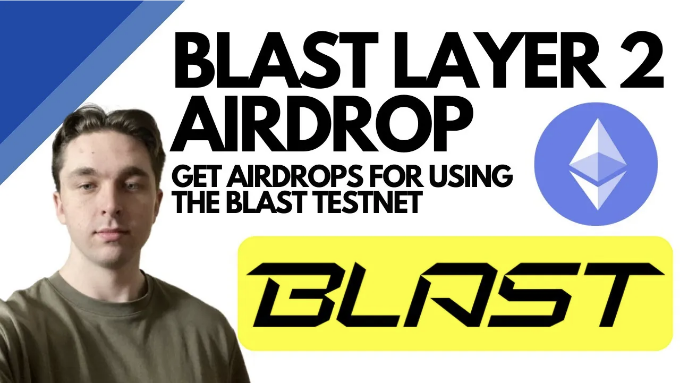 BLAST LAYER 2
AIRDROP
GET AIRDROPS FOR USING
THE BLAST TESTNET
BLAST